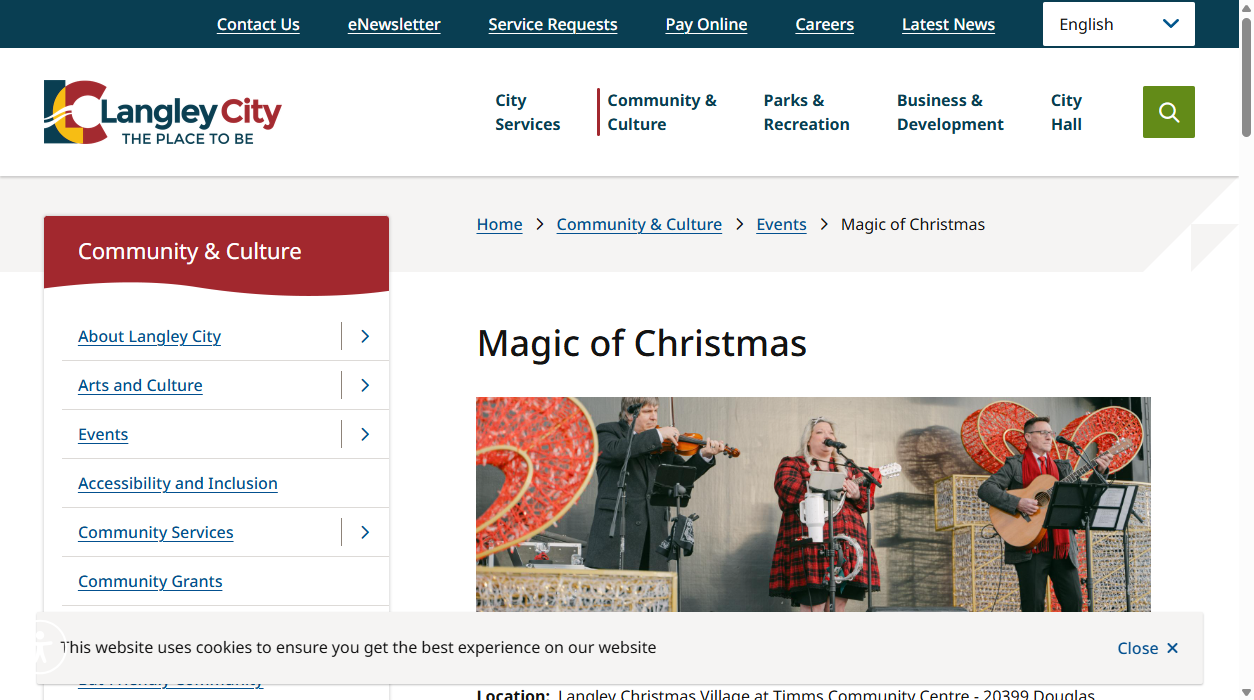 Contact Us
eNewsletter
Service Requests
Pay Online
Careers
Latest News
English
Langley City
THE PLACE TO BE
City
Services
Community &
Culture
Parks &
Recreation
Business &
Development
City
Hall
Community & Culture
Home > Community & Culture > Events > Magic of Christmas
About Langley City
Arts and Culture
Events
Accessibility and Inclusion
Community Services
Community Grants
Magic of Christmas
This website uses cookies to ensure you get the best experience on our website
Close ×
Location: Langley Christmas Village at Timms Community Centre - 20399 Douglas